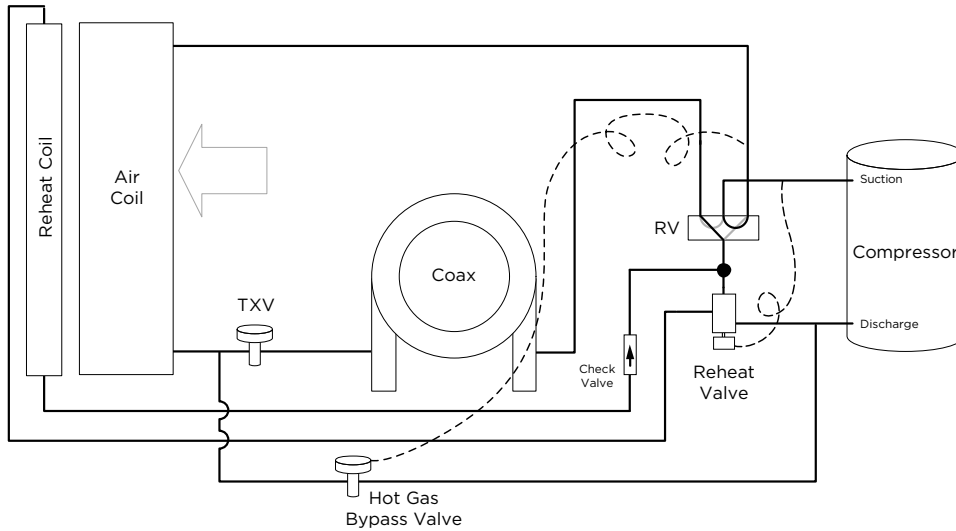 Reheat Coil
Air
Coil
TXV
Coax
RV
Suction
Compressor
Discharge
Check
Valve
Reheat
Valve
Hot Gas
Bypass Valve